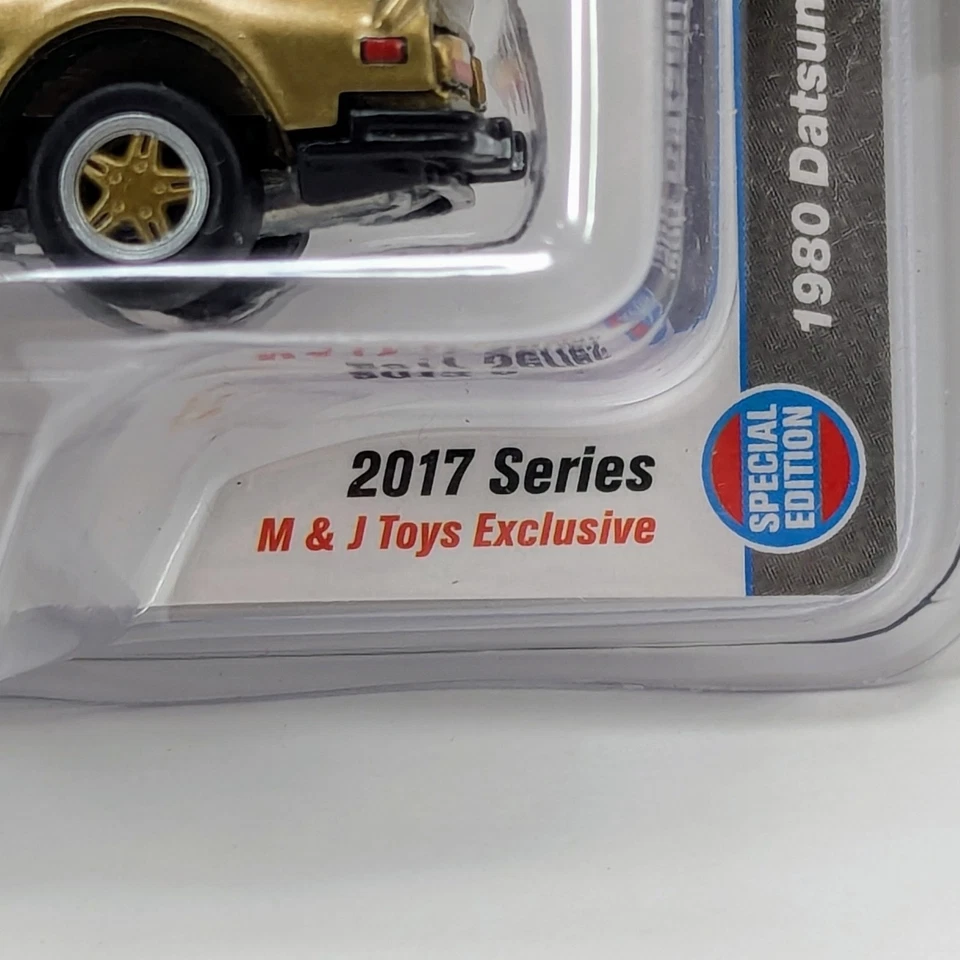 1980 Datsun
SPECIAL
EDITION
2017 Series
M & J Toys Exclusive